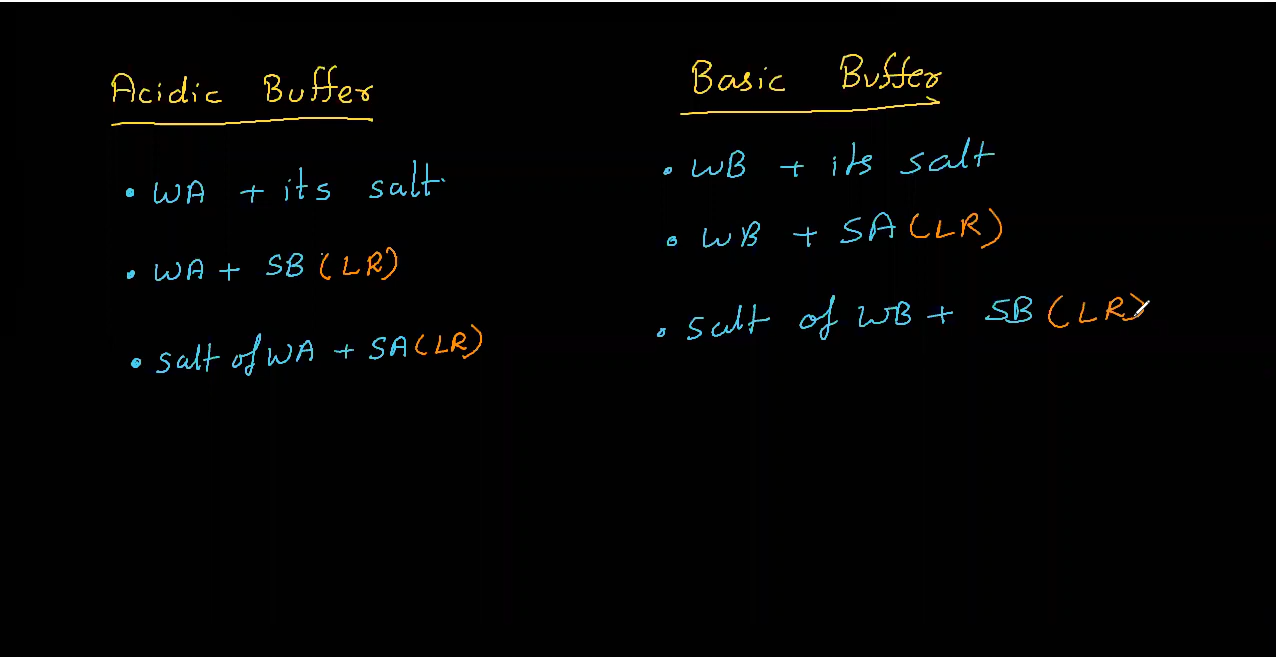 Acidic Buffer
• WA + its salt
• WA + SB (LR)
• salt of WA + SA (LR)
Basic Buffer
• WB + its salt
• WB + SA (LR)
• salt of WB + SB (LR)